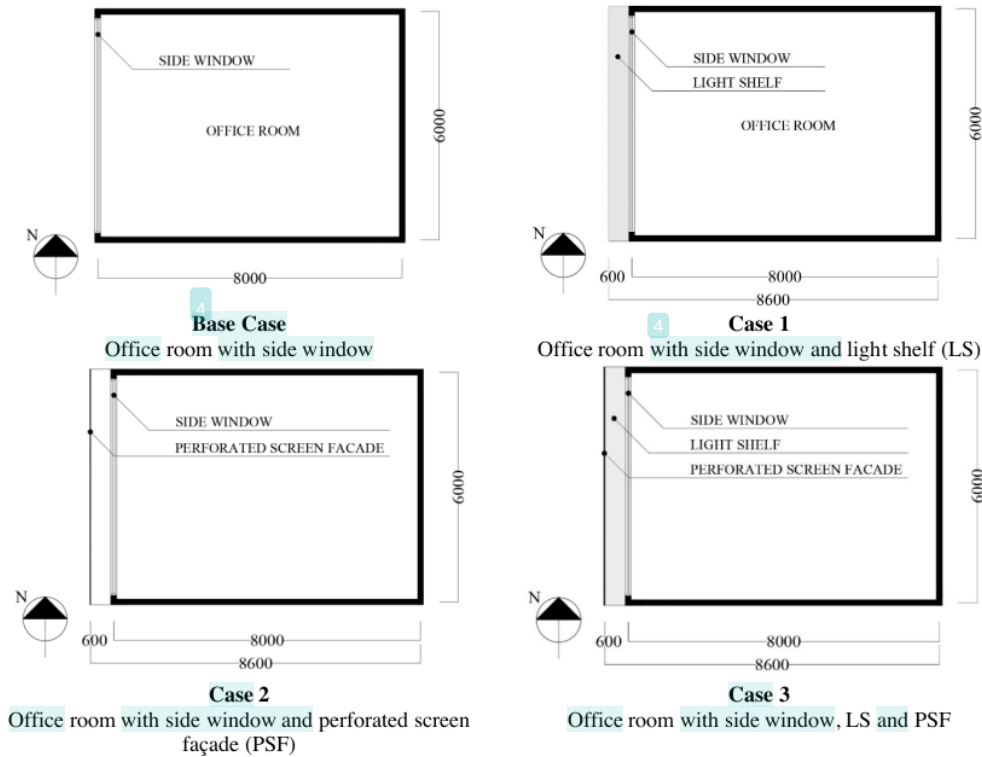 SIDE WINDOW
OFFICE ROOM
6000
N
8000
4
Base Case
Office room with side window
SIDE WINDOW
LIGHT SHELF
OFFICE ROOM
6000
N
600
8000
8600
4
Case 1
Office room with side window and light shelf (LS)
SIDE WINDOW
PERFORATED SCREEN FACADE
6000
N
600
8000
8600
Case 2
Office room with side window and perforated screen
façade (PSF)
SIDE WINDOW
LIGHT SHELF
PERFORATED SCREEN FACADE
6000
N
600
8000
8600
Case 3
Office room with side window, LS and PSF